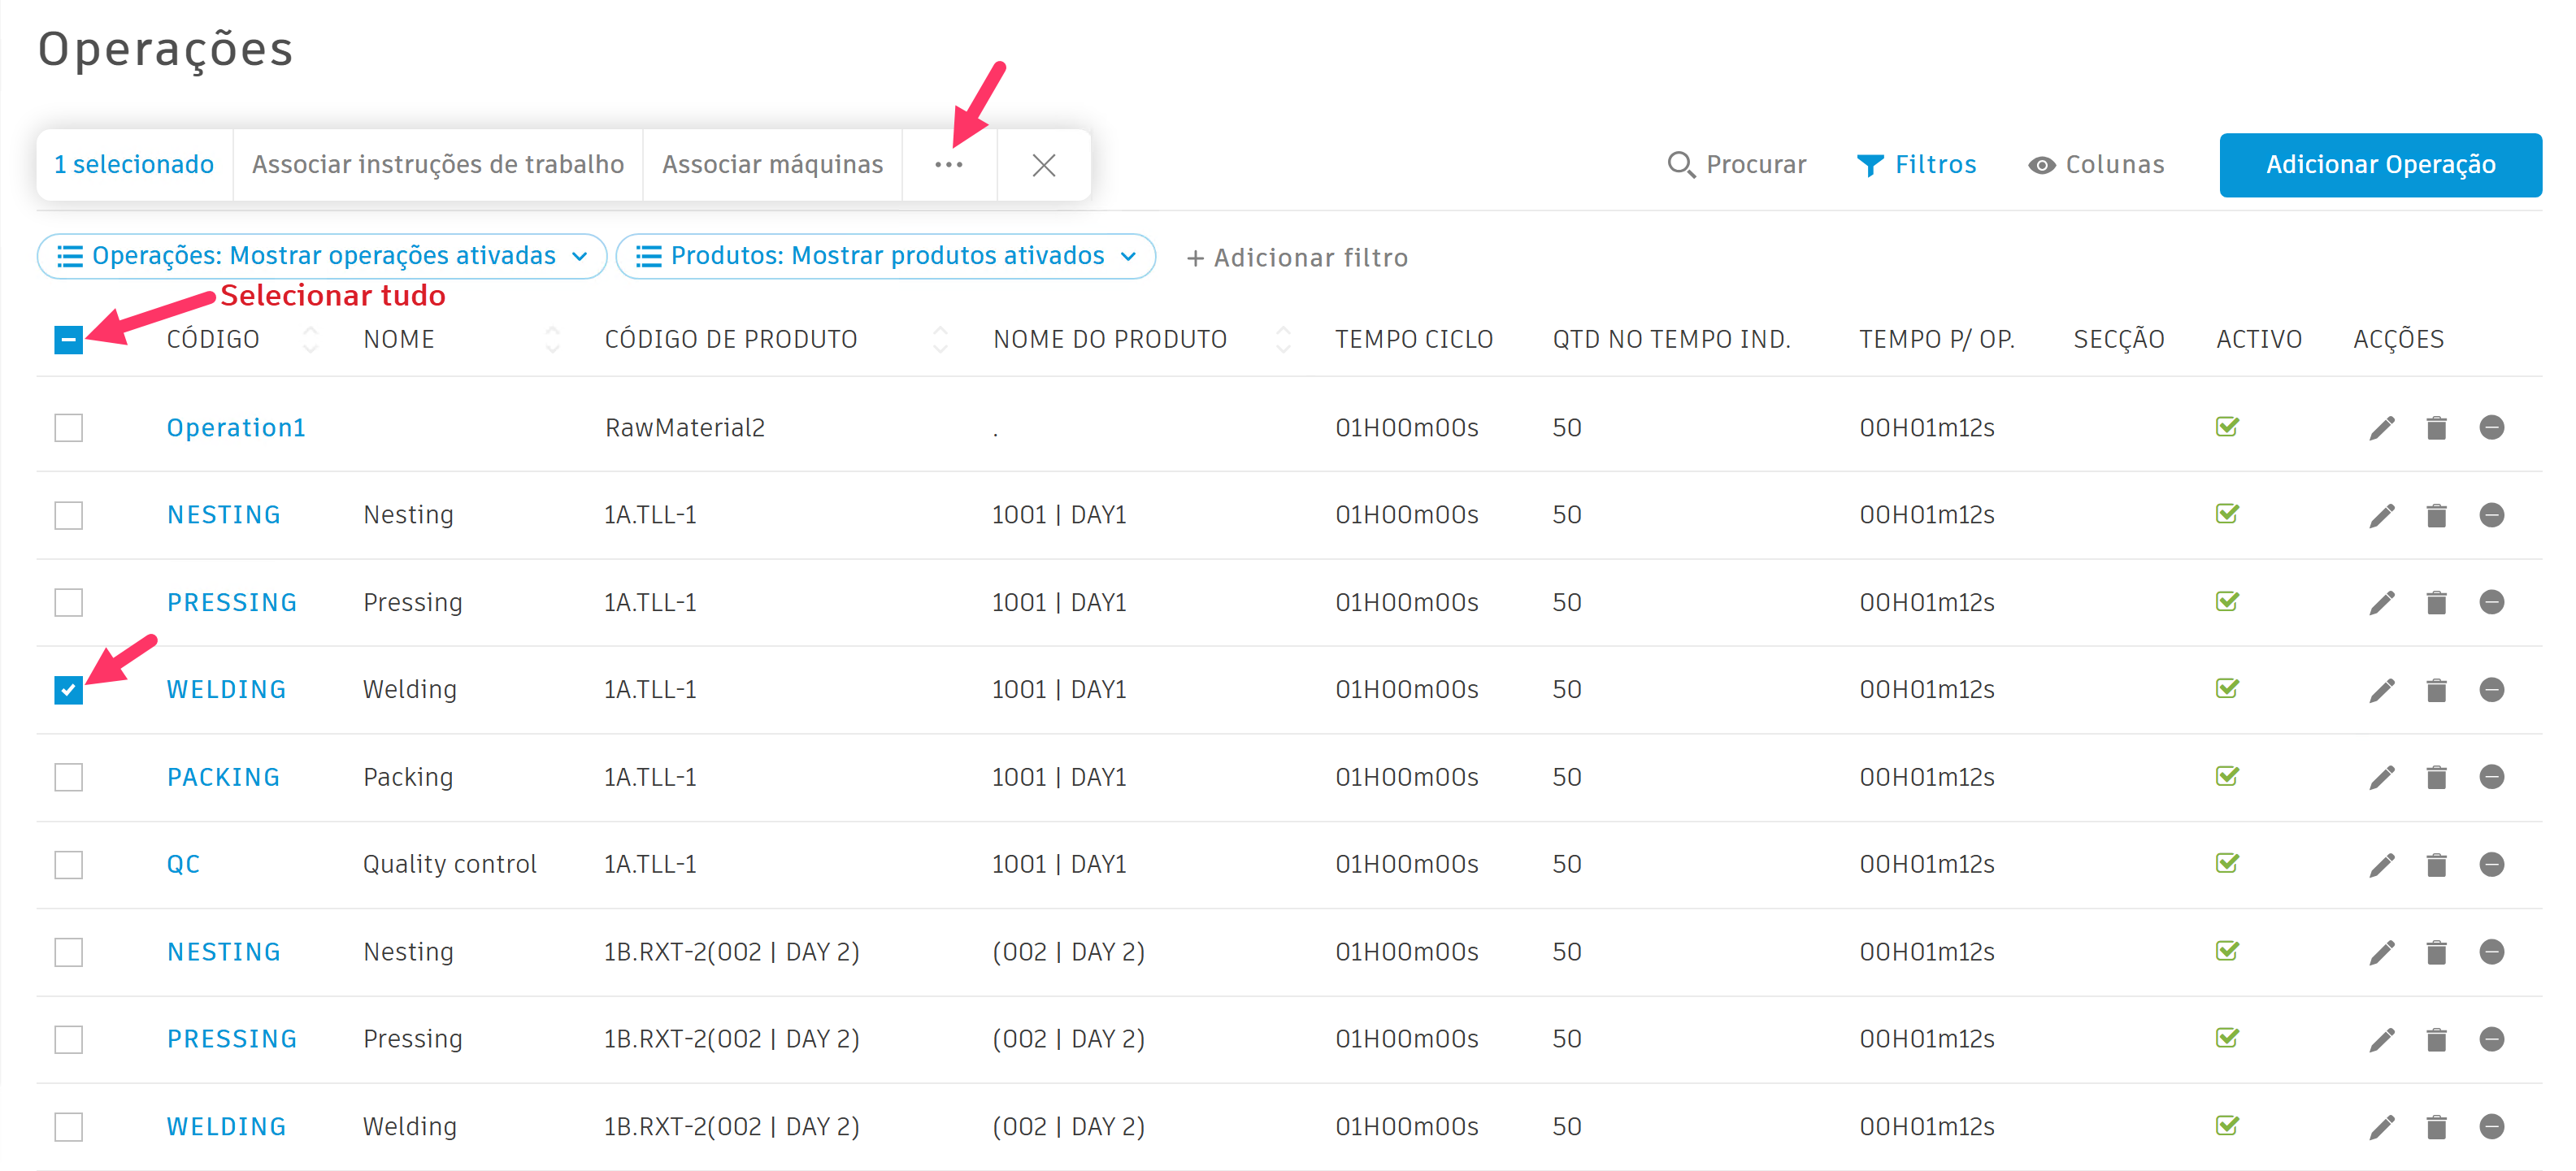 Operações
1 selecionado Associar instruções de trabalho Associar máquinas ... Procurar Filtros Colunas Adicionar Operação
Operações: Mostrar operações ativadas Produtos: Mostrar produtos ativados + Adicionar filtro
Selecionar tudo
CÓDIGO NOME CÓDIGO DE PRODUTO NOME DO PRODUTO TEMPO CICLO QTD NO TEMPO IND. TEMPO P/ OP. SECÇÃO ACTIVO ACÇÕES
Operation1 RawMaterial2 . 01H00m00s 50 00H01m12s
NESTING Nesting 1A.TLL-1 1001 | DAY1 01H00m00s 50 00H01m12s
PRESSING Pressing 1A.TLL-1 1001 | DAY1 01H00m00s 50 00H01m12s
WELDING Welding 1A.TLL-1 1001 | DAY1 01H00m00s 50 00H01m12s
PACKING Packing 1A.TLL-1 1001 | DAY1 01H00m00s 50 00H01m12s
QC Quality control 1A.TLL-1 1001 | DAY1 01H00m00s 50 00H01m12s
NESTING Nesting 1B.RXT-2(002 | DAY 2) (002 | DAY 2) 01H00m00s 50 00H01m12s
PRESSING Pressing 1B.RXT-2(002 | DAY 2) (002 | DAY 2) 01H00m00s 50 00H01m12s
WELDING Welding 1B.RXT-2(002 | DAY 2) (002 | DAY 2) 01H00m00s 50 00H01m12s